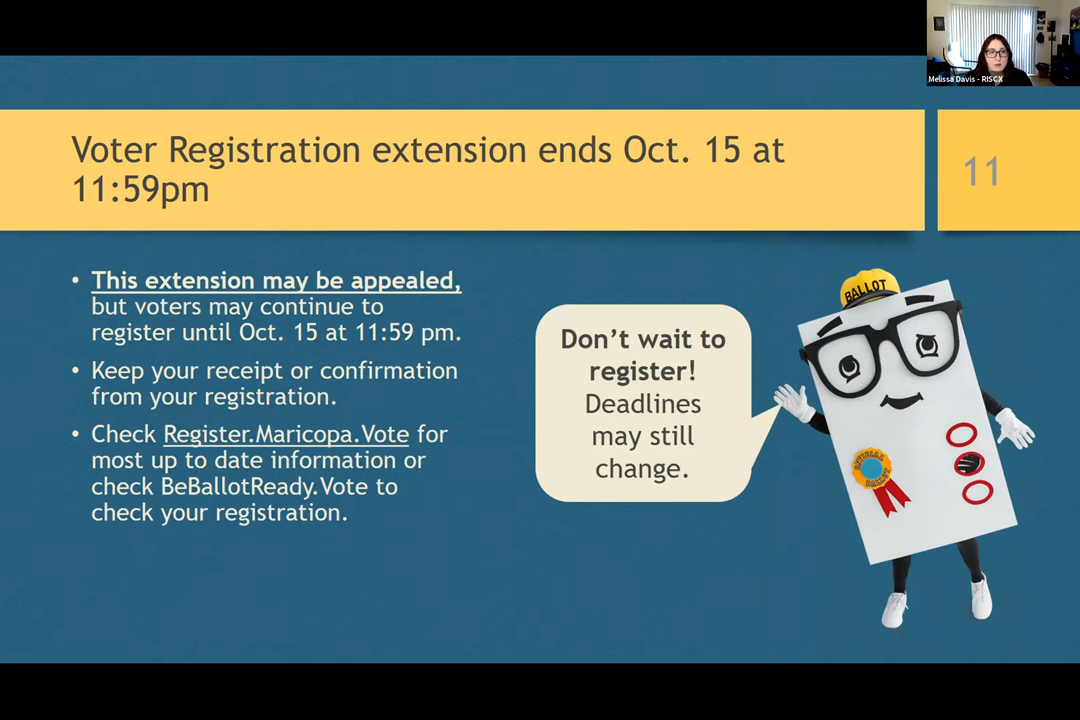 Melissa Davis - RISCX
Voter Registration extension ends Oct. 15 at
11:59pm
11
• This extension may be appealed,
but voters may continue to
register until Oct. 15 at 11:59 pm.
• Keep your receipt or confirmation
from your registration.
• Check Register.Maricopa.Vote for
most up to date information or
check BeBallotReady.Vote to
check your registration.
Don't wait to
register!
Deadlines
may still
change.
BALLOT
OFFICIAL
BALLOT